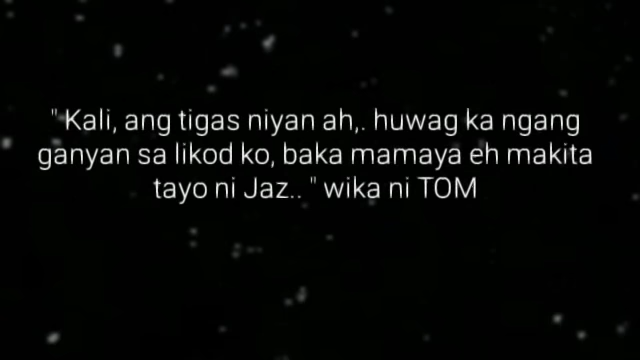 " Kali, ang tigas niyan ah,. huwag ka ngang
ganyan sa likod ko, baka mamaya eh makita
tayo ni Jaz.. " wika ni TOM